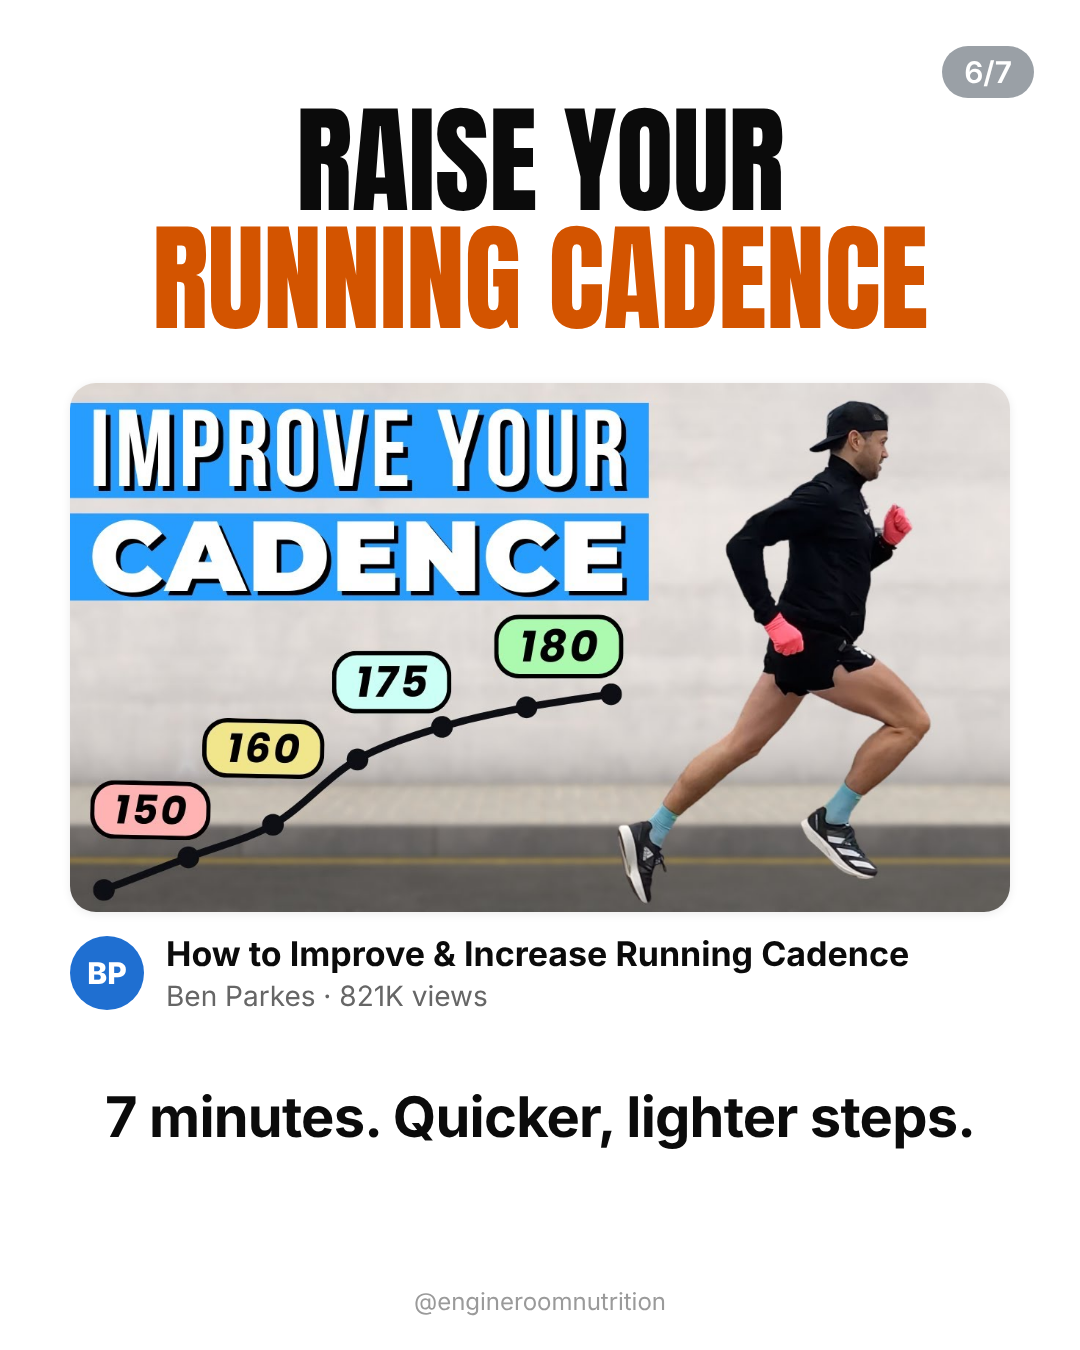 6/7
RAISE YOUR
RUNNING CADENCE
IMPROVE YOUR
CADENCE
180
175
160
150
BP
How to Improve & Increase Running Cadence
Ben Parkes · 821K views
7 minutes. Quicker, lighter steps.
@engineroomnutrition